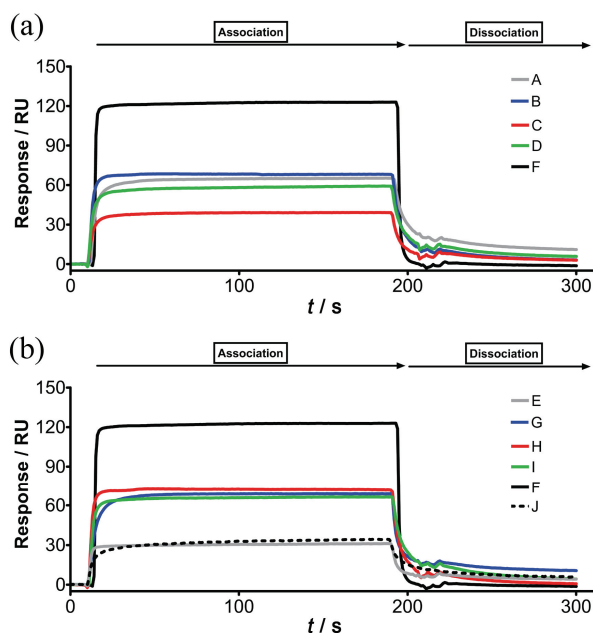 (a)
Association
Dissociation
150
120
90
60
30
0
Response / RU
A
B
C
D
F
0
100
200
300
t / s
(b)
Association
Dissociation
150
120
90
60
30
0
Response / RU
E
G
H
I
F
J
0
100
200
300
t / s